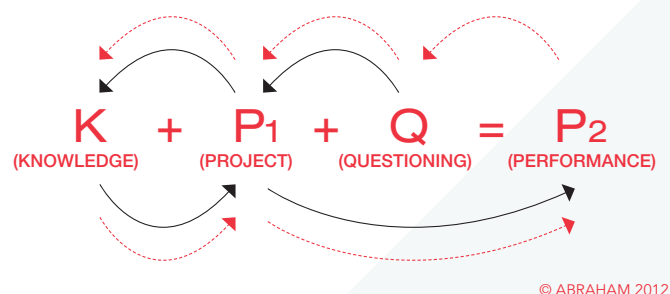 K + P1 + Q = P2
(KNOWLEDGE) (PROJECT) (QUESTIONING) (PERFORMANCE)
© ABRAHAM 2012